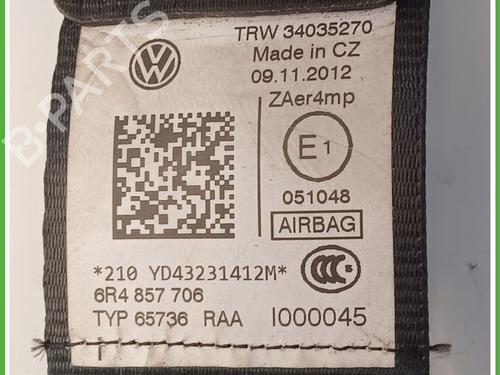 TRW 34035270
Made in CZ
09.11.2012
ZAer4mp
E1
051048
AIRBAG
*210 YD43231412M*
6R4 857 706
TYP 65736 RAA I000045
CCC
B-PARTS